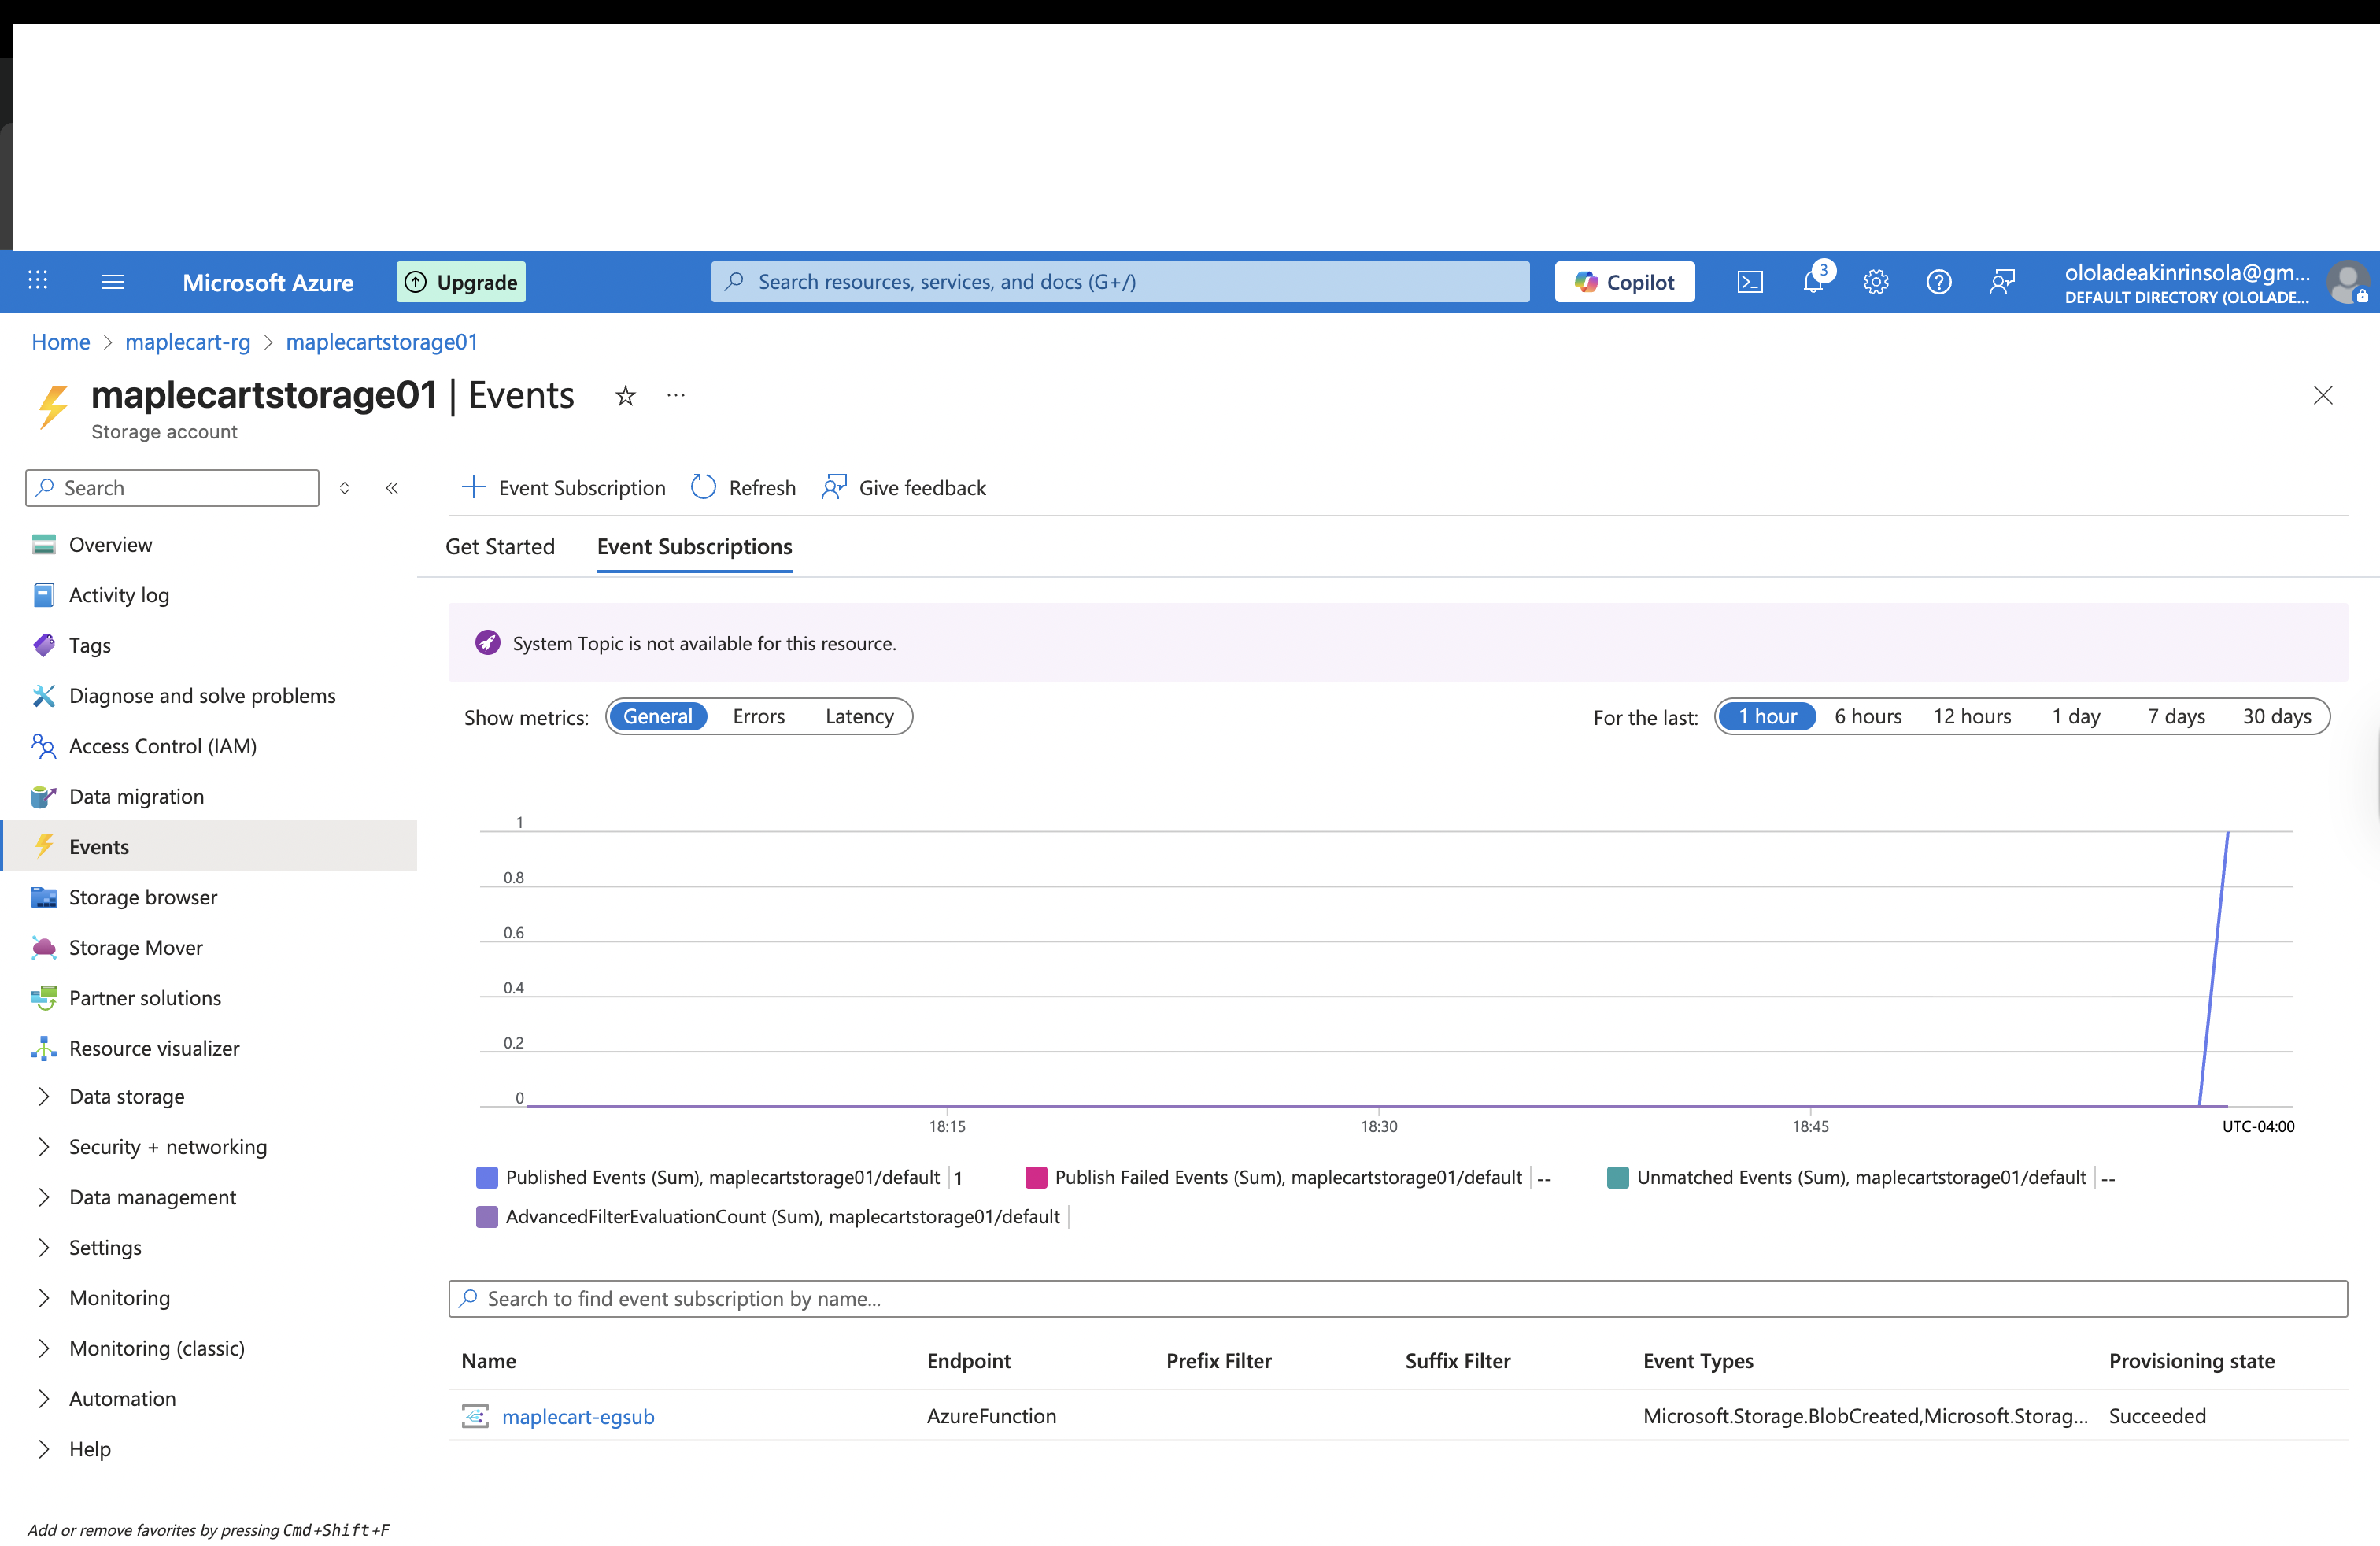 Microsoft Azure
Upgrade
Search resources, services, and docs (G+/)
Copilot
3
ololadeakinrinsola@gm...
DEFAULT DIRECTORY (OLOLADE...
Home > maplecart-rg > maplecartstorage01
maplecartstorage01 | Events
Storage account
Search
Overview
Activity log
Tags
Diagnose and solve problems
Access Control (IAM)
Data migration
Events
Storage browser
Storage Mover
Partner solutions
Resource visualizer
Data storage
Security + networking
Data management
Settings
Monitoring
Monitoring (classic)
Automation
Help
Add or remove favorites by pressing Cmd+Shift+F
Event Subscription Refresh Give feedback
Get Started Event Subscriptions
System Topic is not available for this resource.
Show metrics: General Errors Latency
For the last: 1 hour 6 hours 12 hours 1 day 7 days 30 days
1
0.8
0.6
0.4
0.2
0
18:15 18:30 18:45 UTC-04:00
Published Events (Sum), maplecartstorage01/default | 1
Publish Failed Events (Sum), maplecartstorage01/default | --
Unmatched Events (Sum), maplecartstorage01/default | --
AdvancedFilterEvaluationCount (Sum), maplecartstorage01/default |
Search to find event subscription by name...
Name Endpoint Prefix Filter Suffix Filter Event Types Provisioning state
maplecart-egsub AzureFunction Microsoft.Storage.BlobCreated,Microsoft.Storag... Succeeded